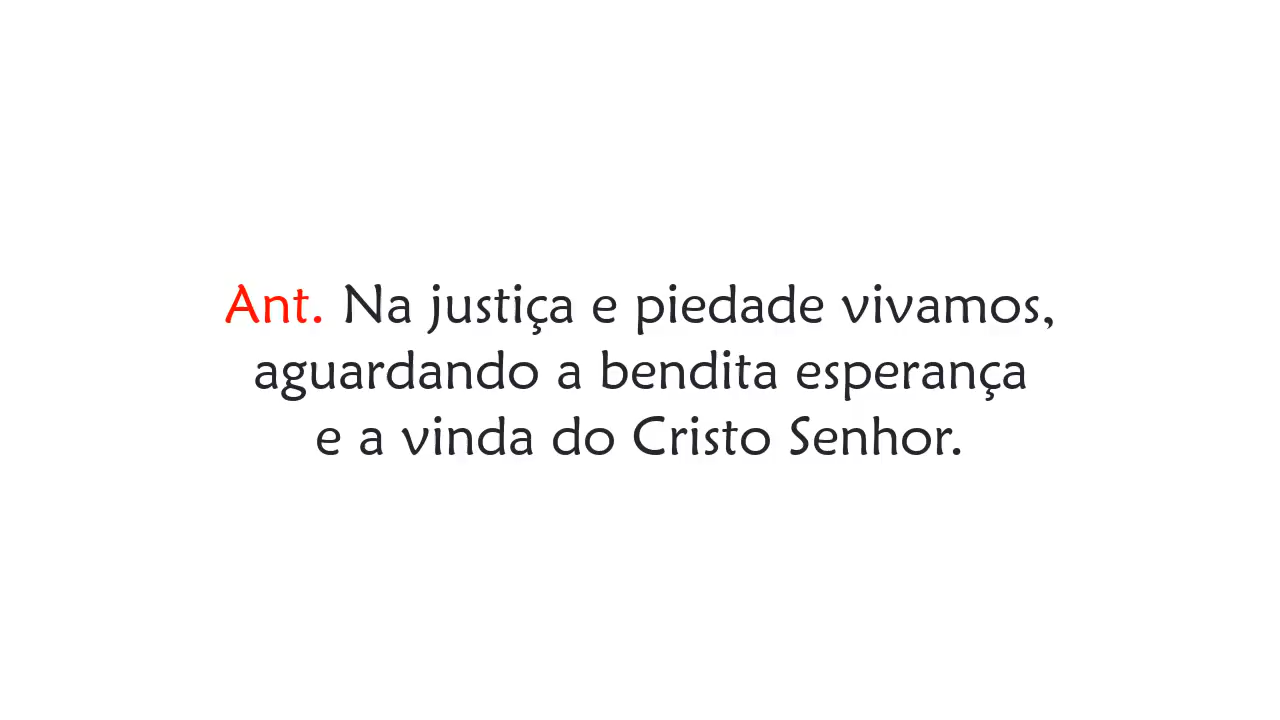 Ant. Na justiça e piedade vivamos,
aguardando a bendita esperança
e a vinda do Cristo Senhor.